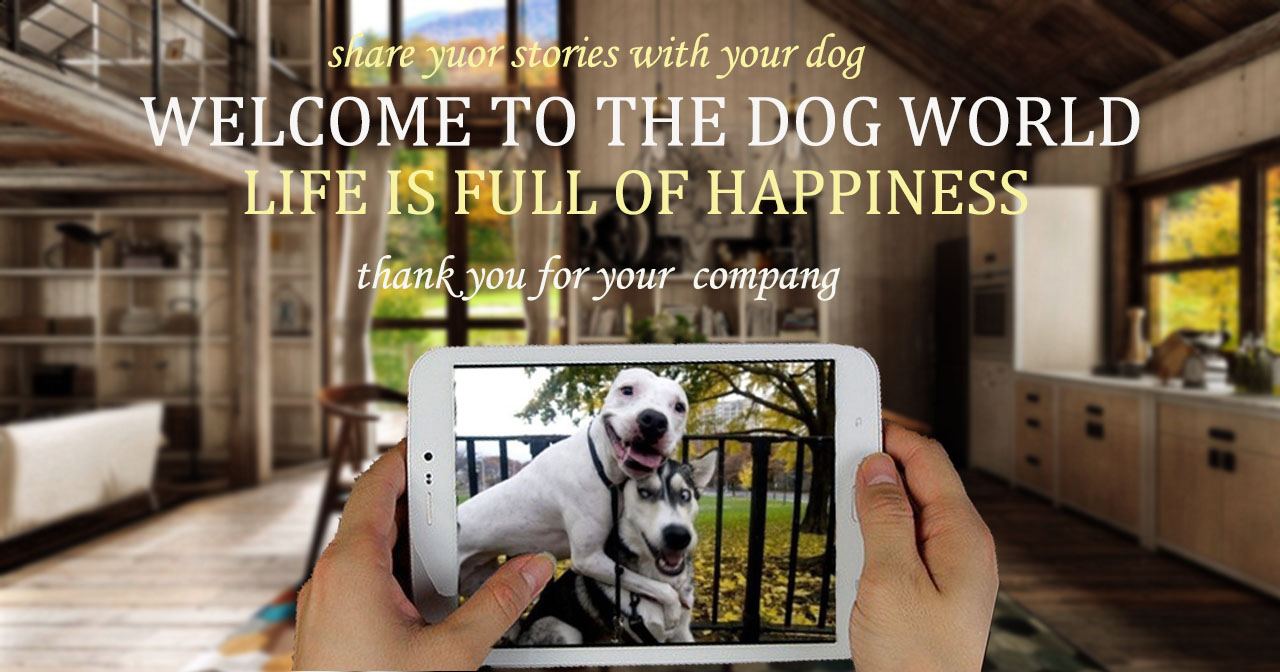 share yuor stories with your dog
WELCOME TO THE DOG WORLD
LIFE IS FULL OF HAPPINESS
thank you for your compang